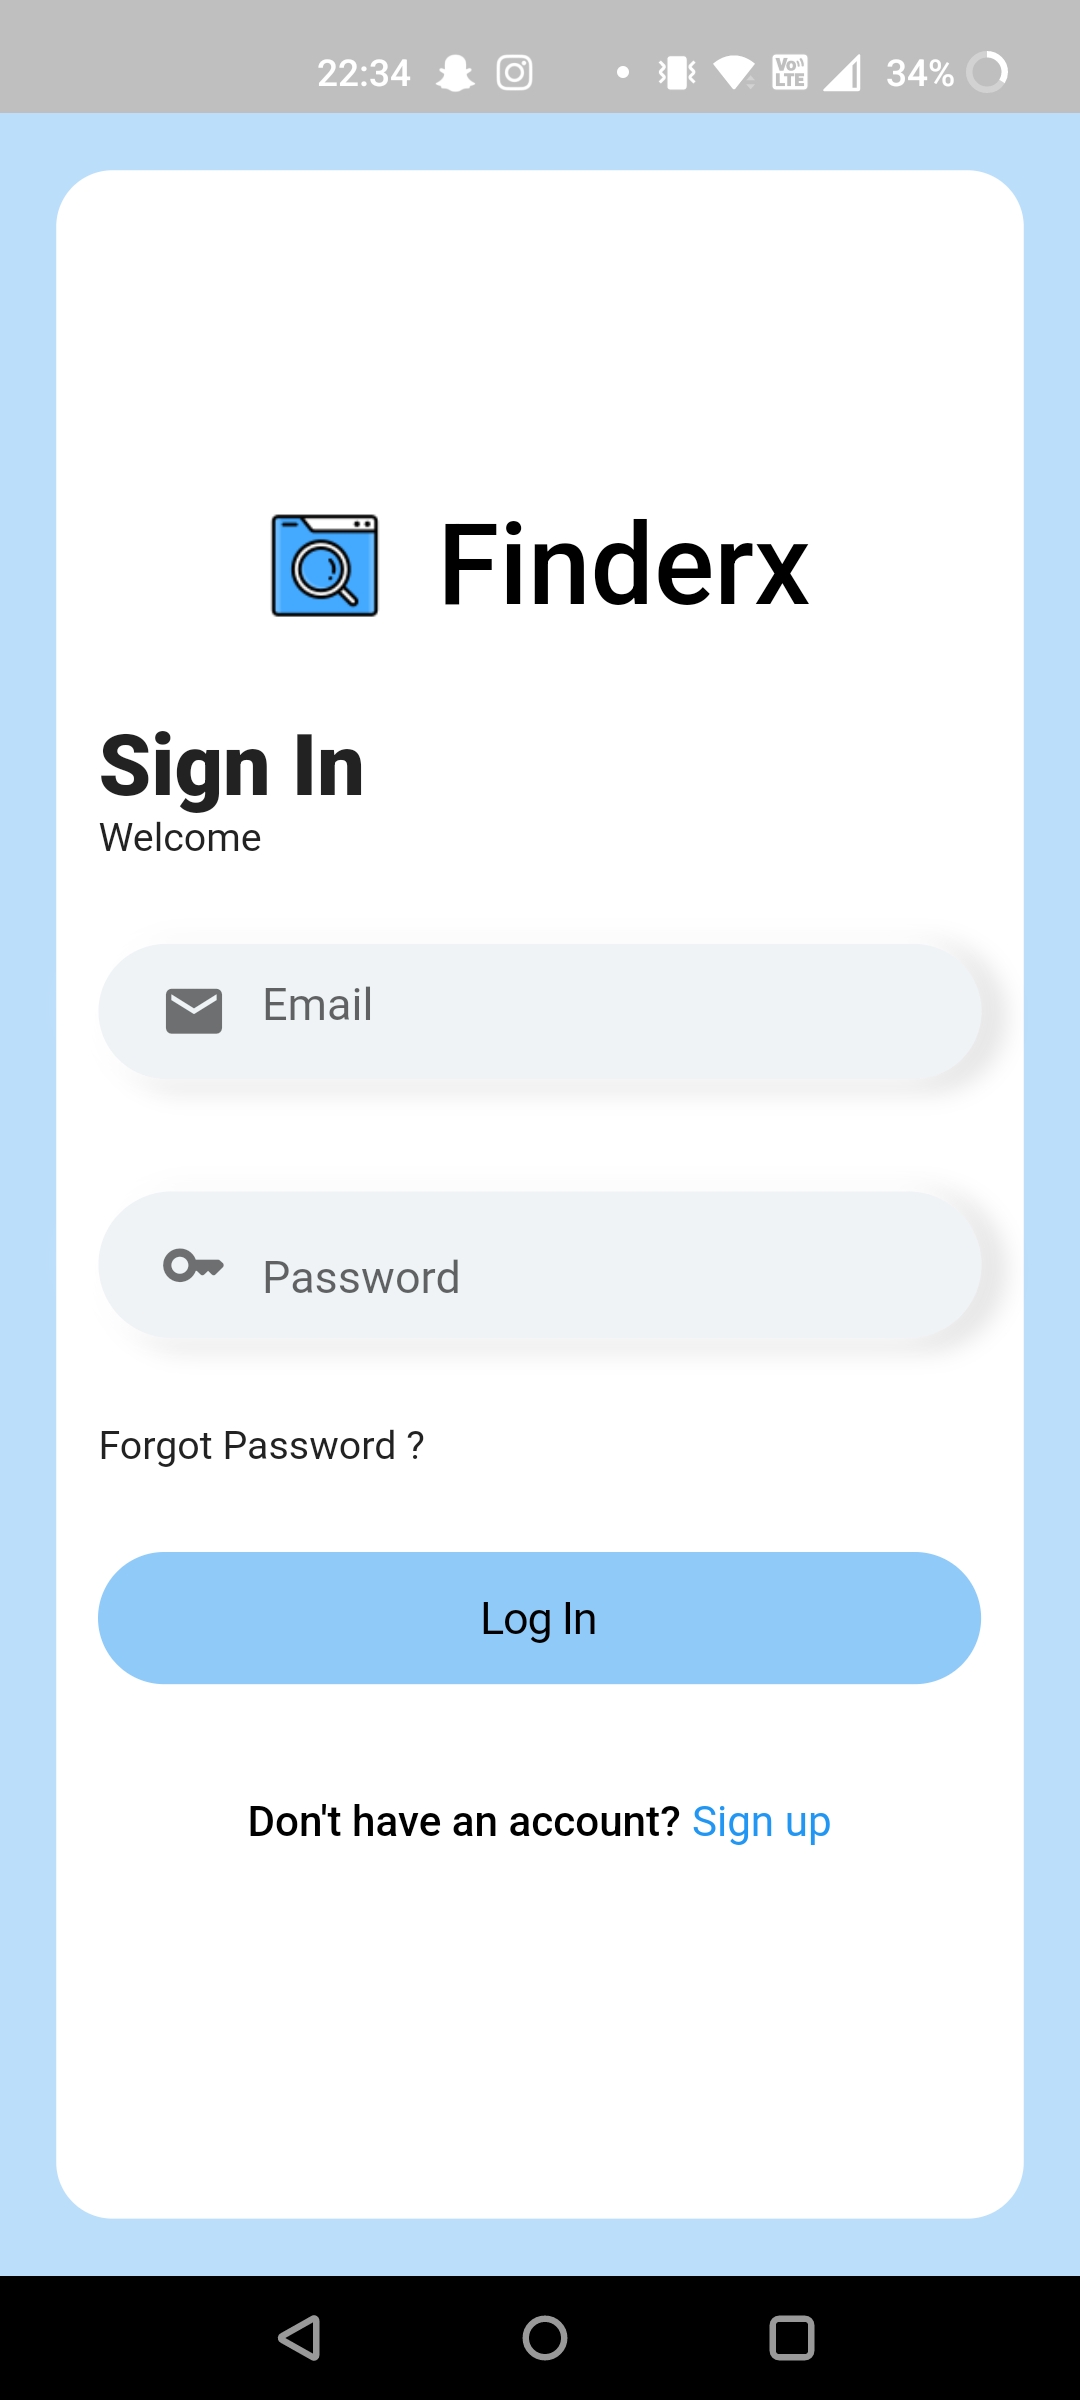 22:34 VoLTE 34%
Finderx
Sign In
Welcome
Email
Password
Forgot Password ?
Log In
Don't have an account? Sign up